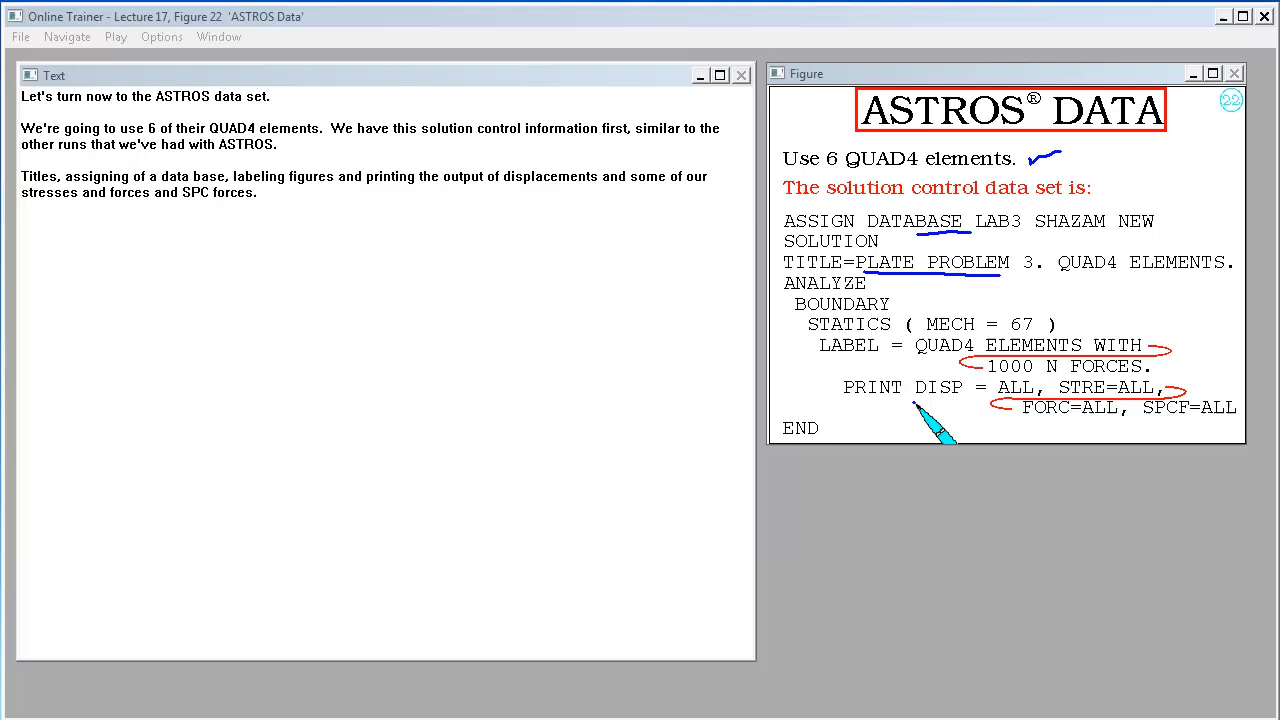 Online Trainer - Lecture 17, Figure 22 'ASTROS Data'
File Navigate Play Options Window
Text
Let's turn now to the ASTROS data set.
We're going to use 6 of their QUAD4 elements. We have this solution control information first, similar to the
other runs that we've had with ASTROS.
Titles, assigning of a data base, labeling figures and printing the output of displacements and some of our
stresses and forces and SPC forces.
Figure
22
ASTROS® DATA
Use 6 QUAD4 elements.
The solution control data set is:
ASSIGN DATABASE LAB3 SHAZAM NEW
SOLUTION
TITLE=PLATE PROBLEM 3. QUAD4 ELEMENTS.
ANALYZE
BOUNDARY
STATICS ( MECH = 67 )
LABEL = QUAD4 ELEMENTS WITH
1000 N FORCES.
PRINT DISP = ALL, STRE=ALL,
FORC=ALL, SPCF=ALL
END